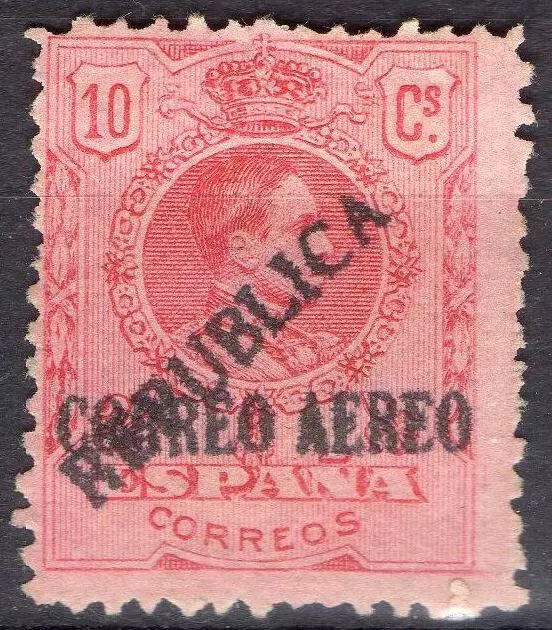 10 Cs.
REPUBLICA
CORREO AEREO
ESPAÑA
CORREOS